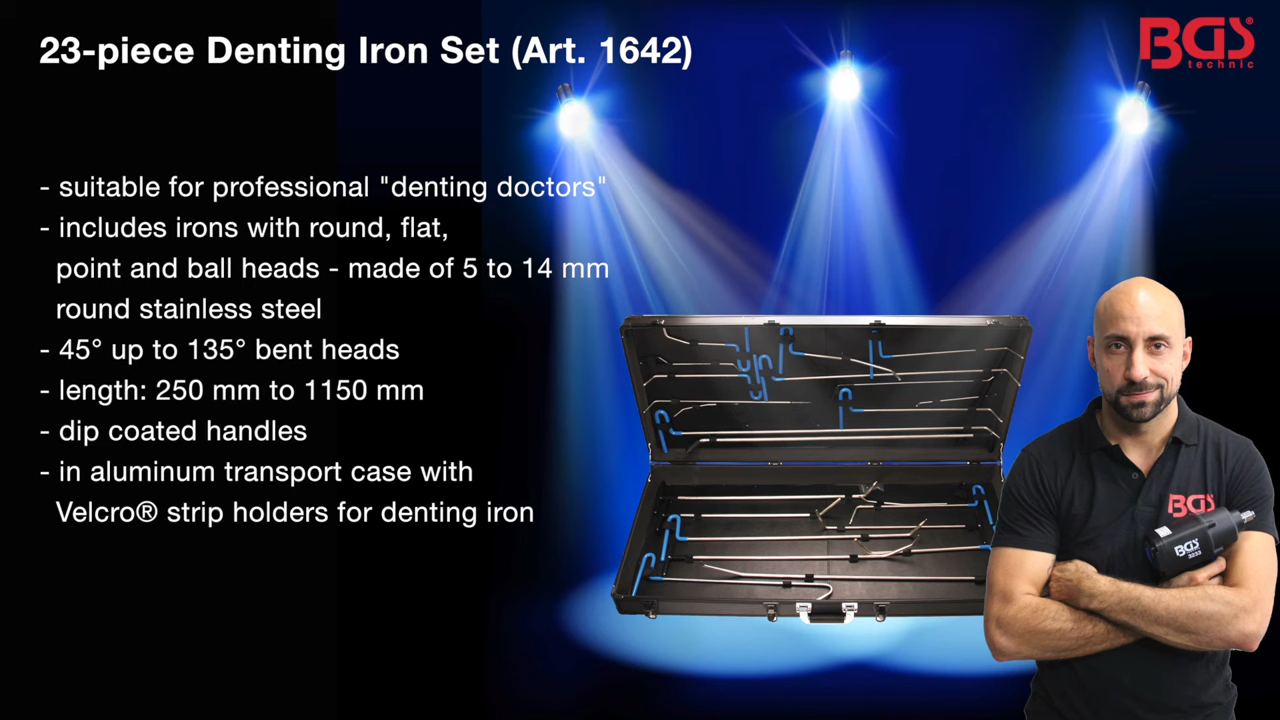 23-piece Denting Iron Set (Art. 1642)
BGS
technic
- suitable for professional "denting doctors"
- includes irons with round, flat,
point and ball heads - made of 5 to 14 mm
round stainless steel
- 45° up to 135° bent heads
- length: 250 mm to 1150 mm
- dip coated handles
- in aluminum transport case with
Velcro® strip holders for denting iron
BGS
BGS
3233